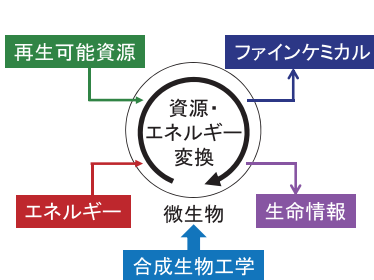 再生可能資源
ファインケミカル
資源・
エネルギー
変換
エネルギー
微生物
生命情報
合成生物工学